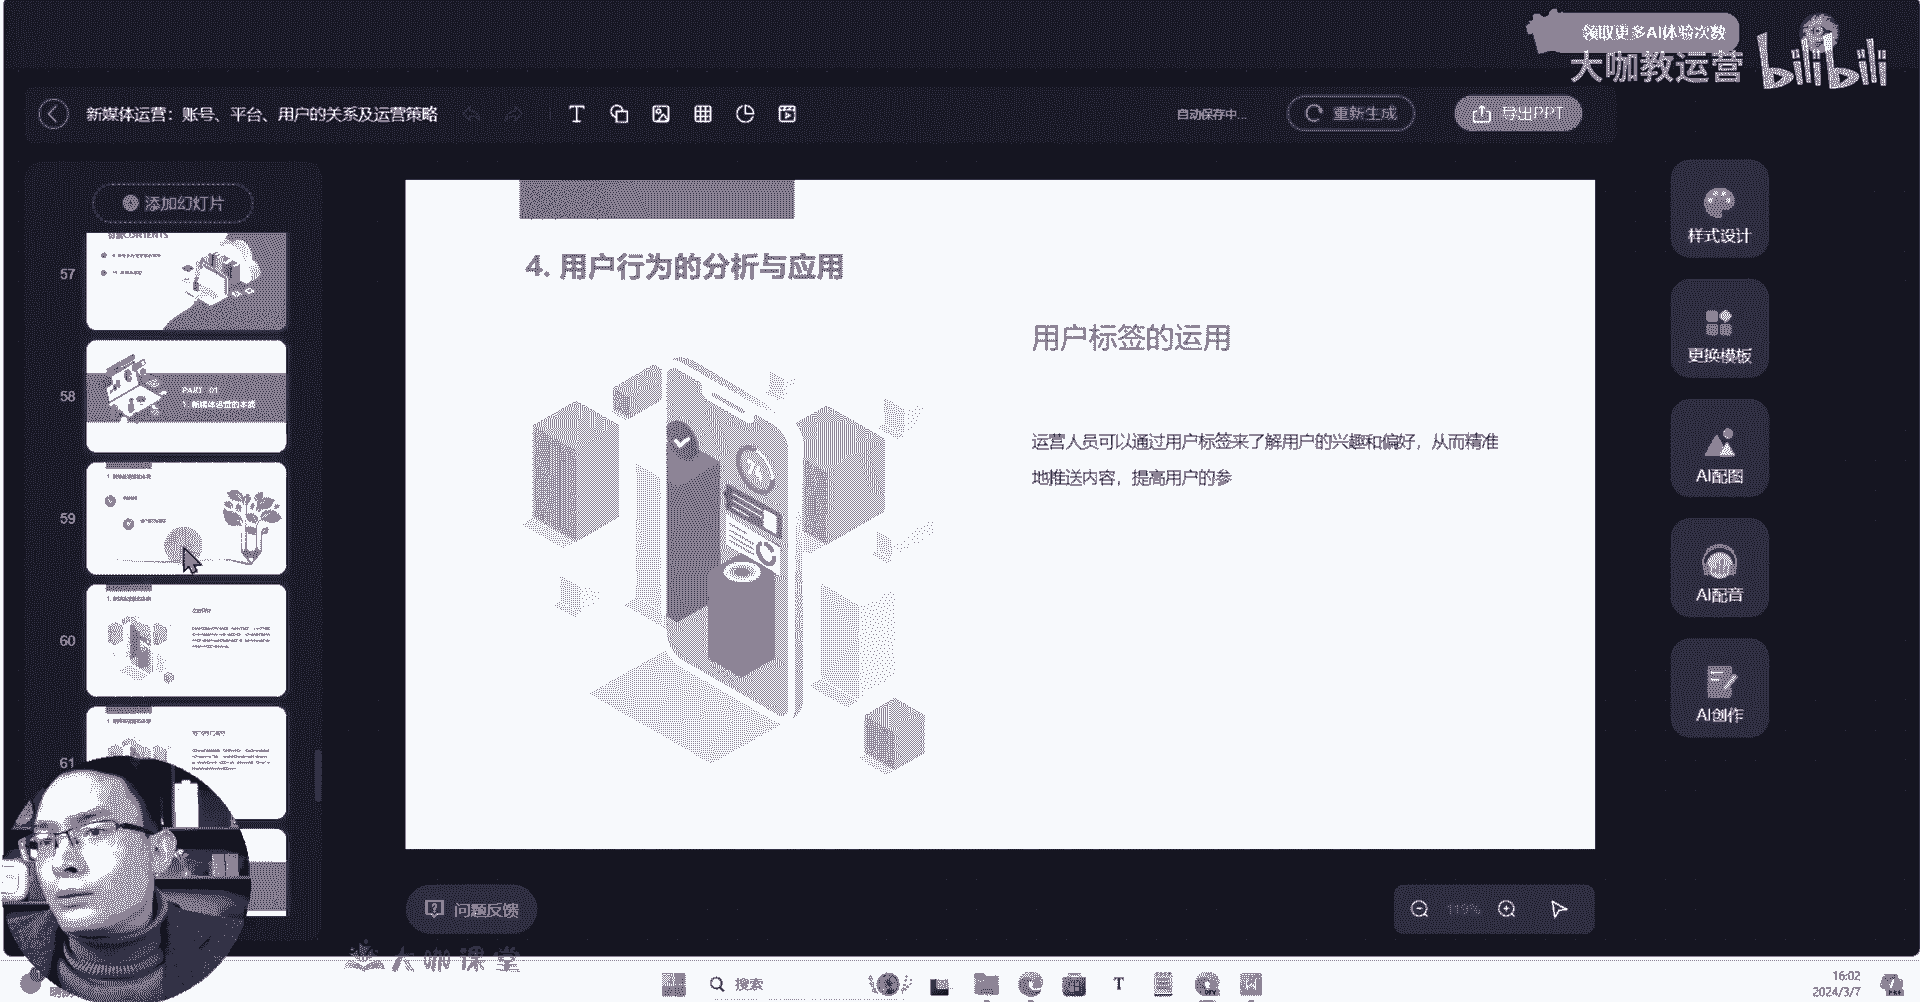 领取更多AI体验次数
大咖教运营
bilibili
新媒体运营：账号、平台、用户的关系及运营策略
自动保存中...
重新生成
导出PPT
添加幻灯片
57
58
PART 01
1. 新媒体运营的本质
59
60
61
4. 用户行为的分析与应用
用户标签的运用
运营人员可以通过用户标签来了解用户的兴趣和偏好，从而精准
地推送内容，提高用户的参
样式设计
更换模板
AI配图
AI配音
AI创作
问题反馈
119%
大咖课堂
搜索
16:02
2024/3/7